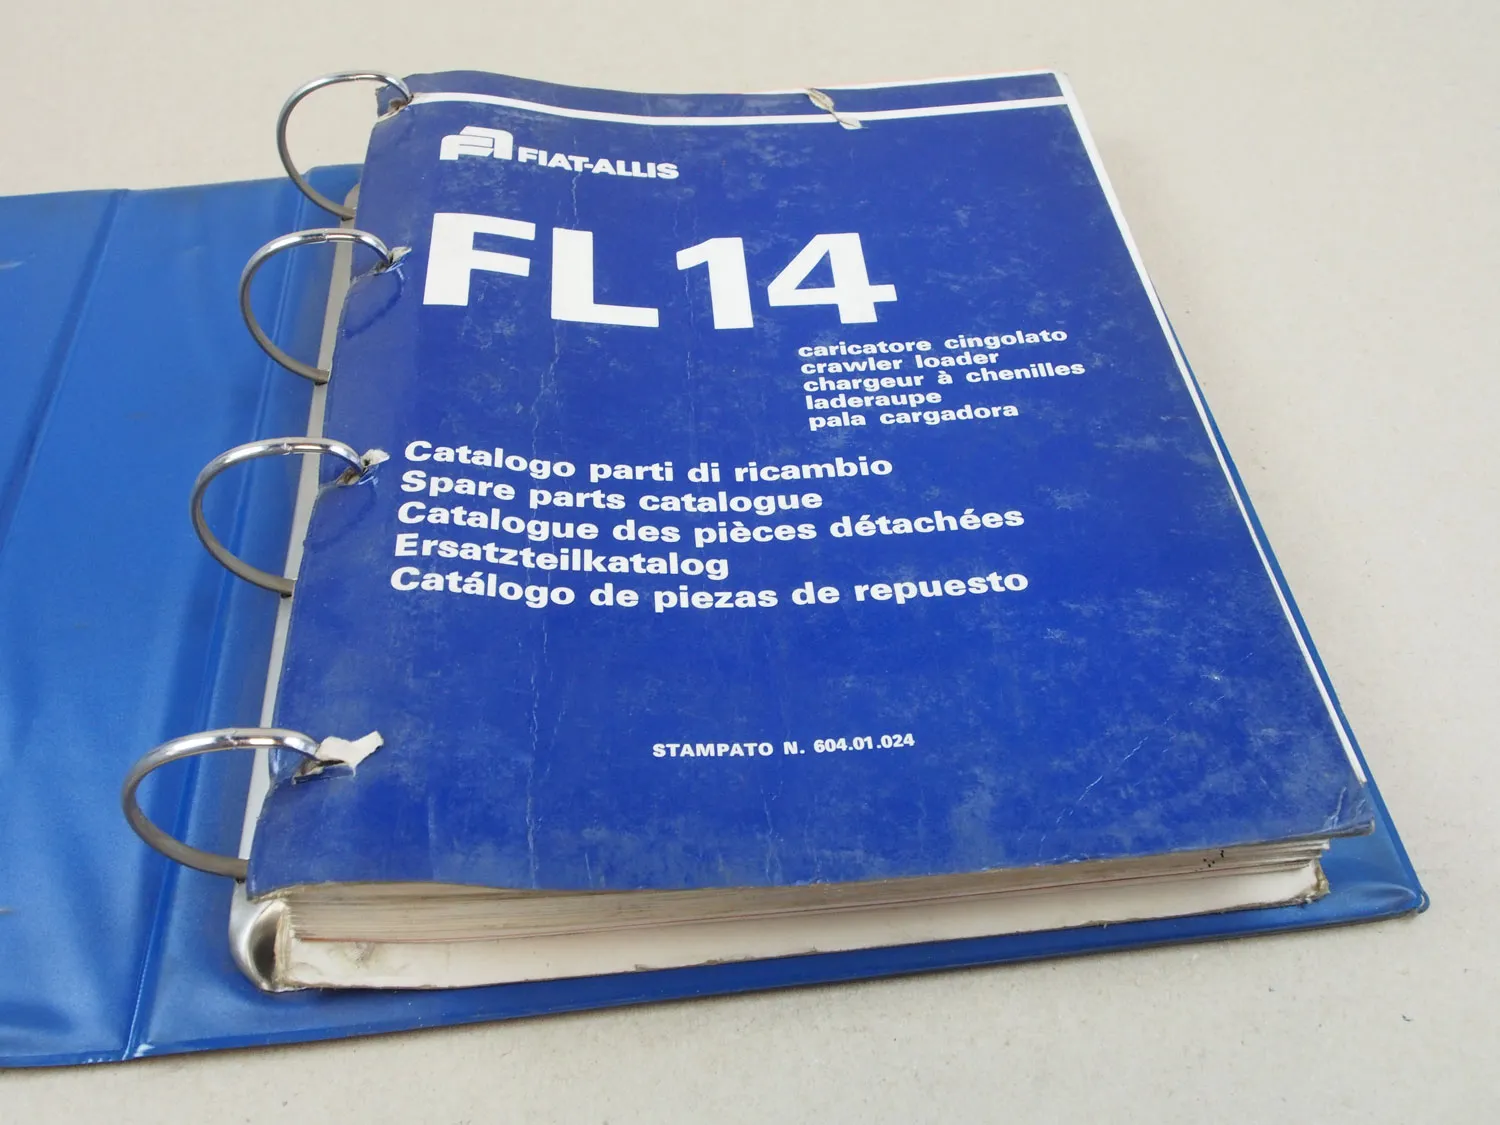 FIAT-ALLIS
FL14
caricatore cingolato
crawler loader
chargeur à chenilles
laderaupe
pala cargadora
Catalogo parti di ricambio
Spare parts catalogue
Catalogue des pièces détachées
Ersatzteilkatalog
Catálogo de piezas de repuesto
STAMPATO N. 604.01.024